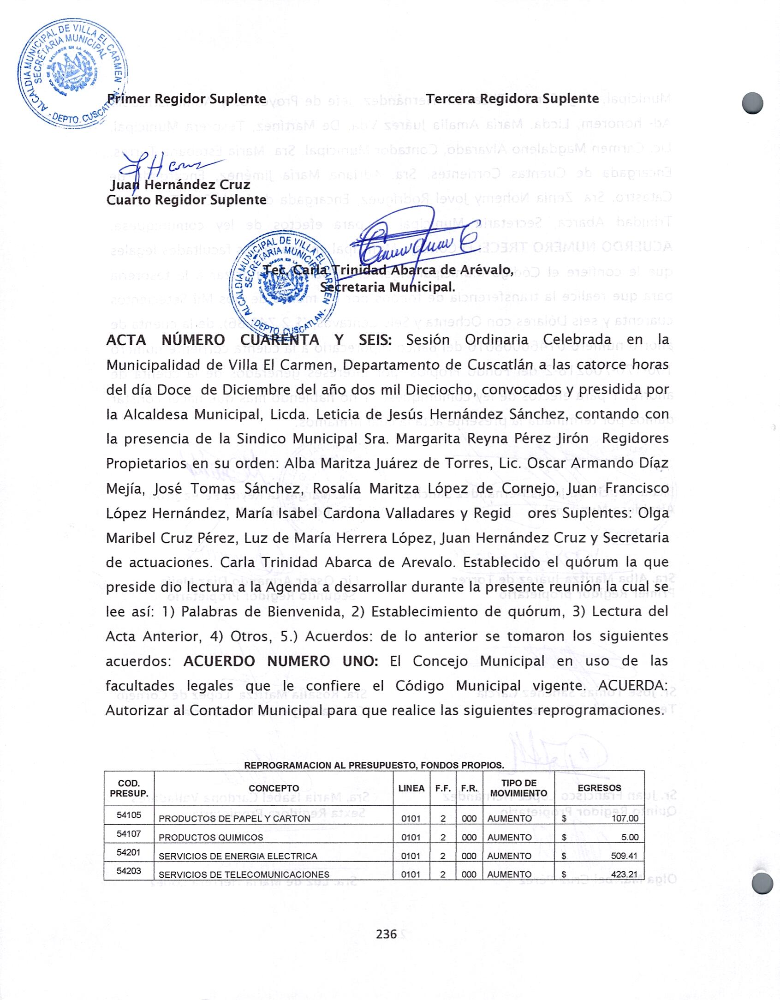 ALCALDIA MUNICIPAL DE VILLA EL CARMEN
SECRETARIA MUNICIPAL
REPUBLICA DE EL SALVADOR EN LA AMERICA CENTRAL
- DEPTO. CUSCATLAN -
Primer Regidor Suplente Tercera Regidora Suplente
Juan Hernández Cruz
Cuarto Regidor Suplente
ALCALDIA MUNICIPAL DE VILLA EL CARMEN
SECRETARIA MUNICIPAL
- DEPTO. CUSCATLAN -
Tec. Carla Trinidad Abarca de Arévalo,
Secretaria Municipal.
ACTA NÚMERO CUARENTA Y SEIS: Sesión Ordinaria Celebrada en la
Municipalidad de Villa El Carmen, Departamento de Cuscatlán a las catorce horas
del día Doce de Diciembre del año dos mil Dieciocho, convocados y presidida por
la Alcaldesa Municipal, Licda. Leticia de Jesús Hernández Sánchez, contando con
la presencia de la Sindico Municipal Sra. Margarita Reyna Pérez Jirón Regidores
Propietarios en su orden: Alba Maritza Juárez de Torres, Lic. Oscar Armando Díaz
Mejía, José Tomas Sánchez, Rosalía Maritza López de Cornejo, Juan Francisco
López Hernández, María Isabel Cardona Valladares y Regid ores Suplentes: Olga
Maribel Cruz Pérez, Luz de María Herrera López, Juan Hernández Cruz y Secretaria
de actuaciones. Carla Trinidad Abarca de Arevalo. Establecido el quórum la que
preside dio lectura a la Agenda a desarrollar durante la presente reunión la cual se
lee así: 1) Palabras de Bienvenida, 2) Establecimiento de quórum, 3) Lectura del
Acta Anterior, 4) Otros, 5.) Acuerdos: de lo anterior se tomaron los siguientes
acuerdos: ACUERDO NUMERO UNO: El Concejo Municipal en uso de las
facultades legales que le confiere el Código Municipal vigente. ACUERDA:
Autorizar al Contador Municipal para que realice las siguientes reprogramaciones.
REPROGRAMACION AL PRESUPUESTO, FONDOS PROPIOS.
COD. PRESUP. CONCEPTO LINEA F.F. F.R. TIPO DE MOVIMIENTO EGRESOS
54105 PRODUCTOS DE PAPEL Y CARTON 0101 2 000 AUMENTO $ 107.00
54107 PRODUCTOS QUIMICOS 0101 2 000 AUMENTO $ 5.00
54201 SERVICIOS DE ENERGIA ELECTRICA 0101 2 000 AUMENTO $ 509.41
54203 SERVICIOS DE TELECOMUNICACIONES 0101 2 000 AUMENTO $ 423.21
236